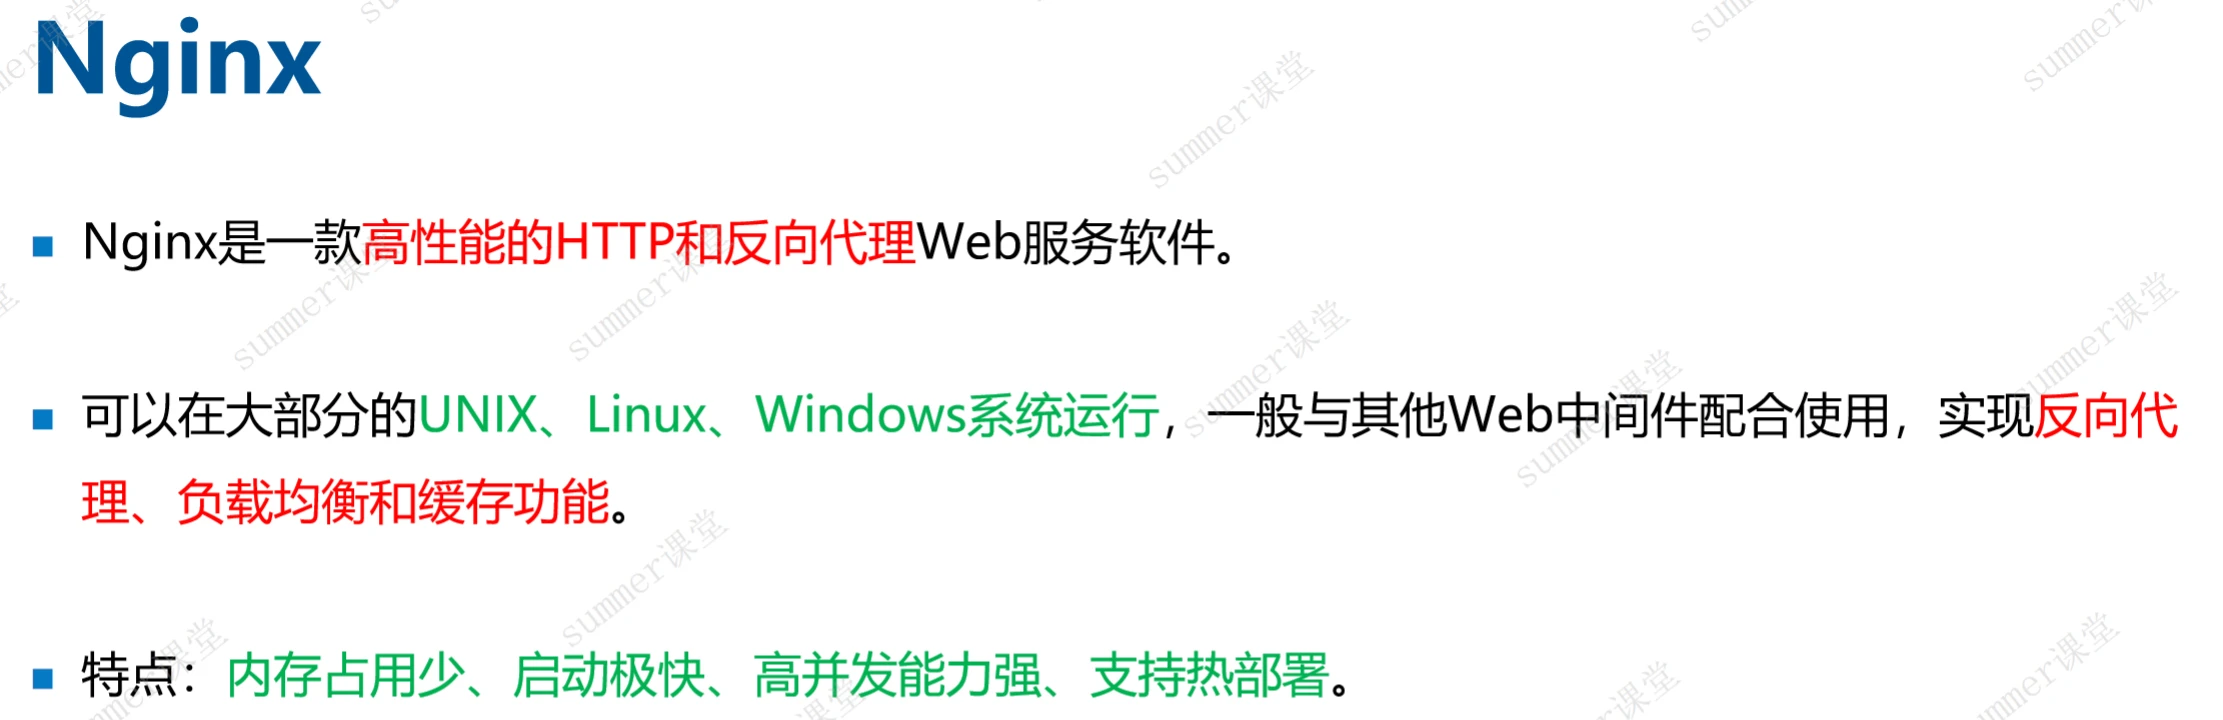 Nginx
Nginx是一款高性能的HTTP和反向代理Web服务软件。
可以在大部分的UNIX、Linux、Windows系统运行，一般与其他Web中间件配合使用，实现反向代
理、负载均衡和缓存功能。
特点：内存占用少、启动极快、高并发能力强、支持热部署。
summer课堂